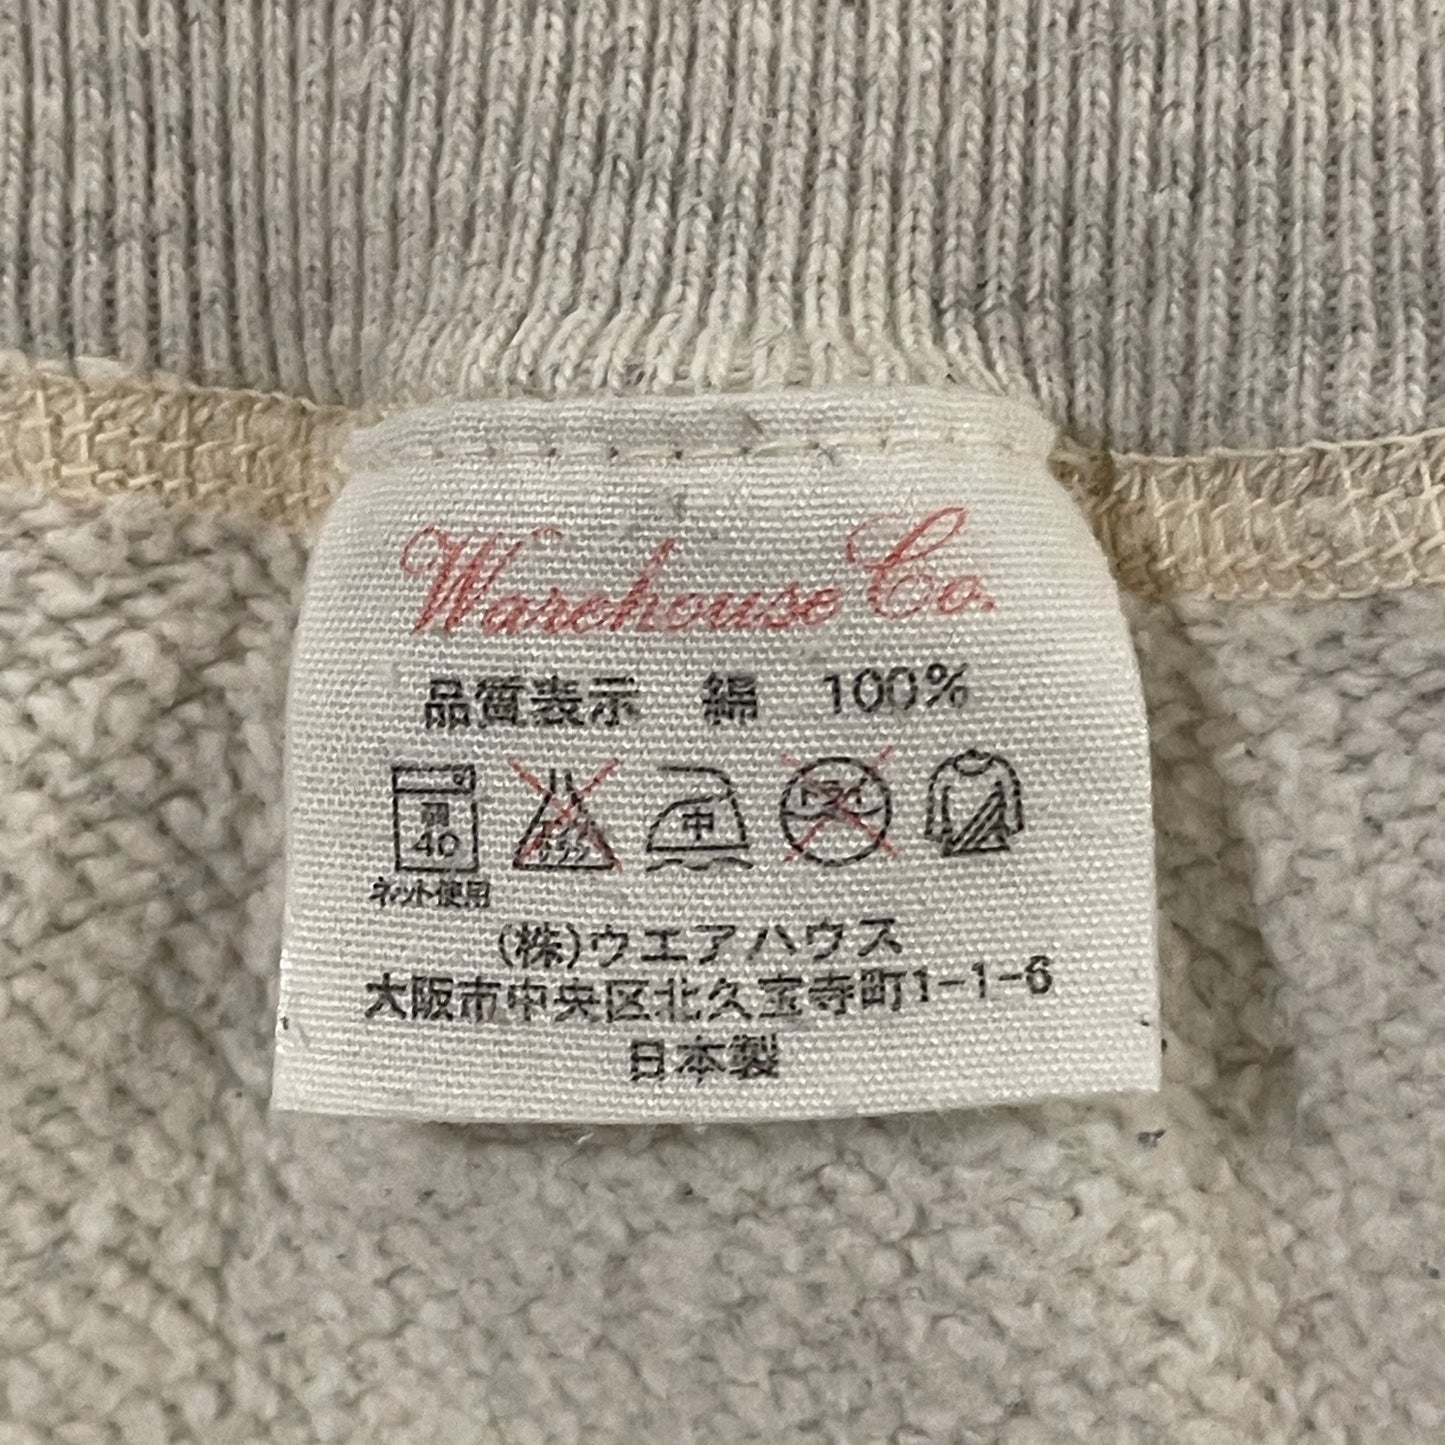 Warehouse Co.
品質表示 綿 100%
40 中
ネット使用
(株)ウエアハウス
大阪市中央区北久宝寺町1-1-6
日本製